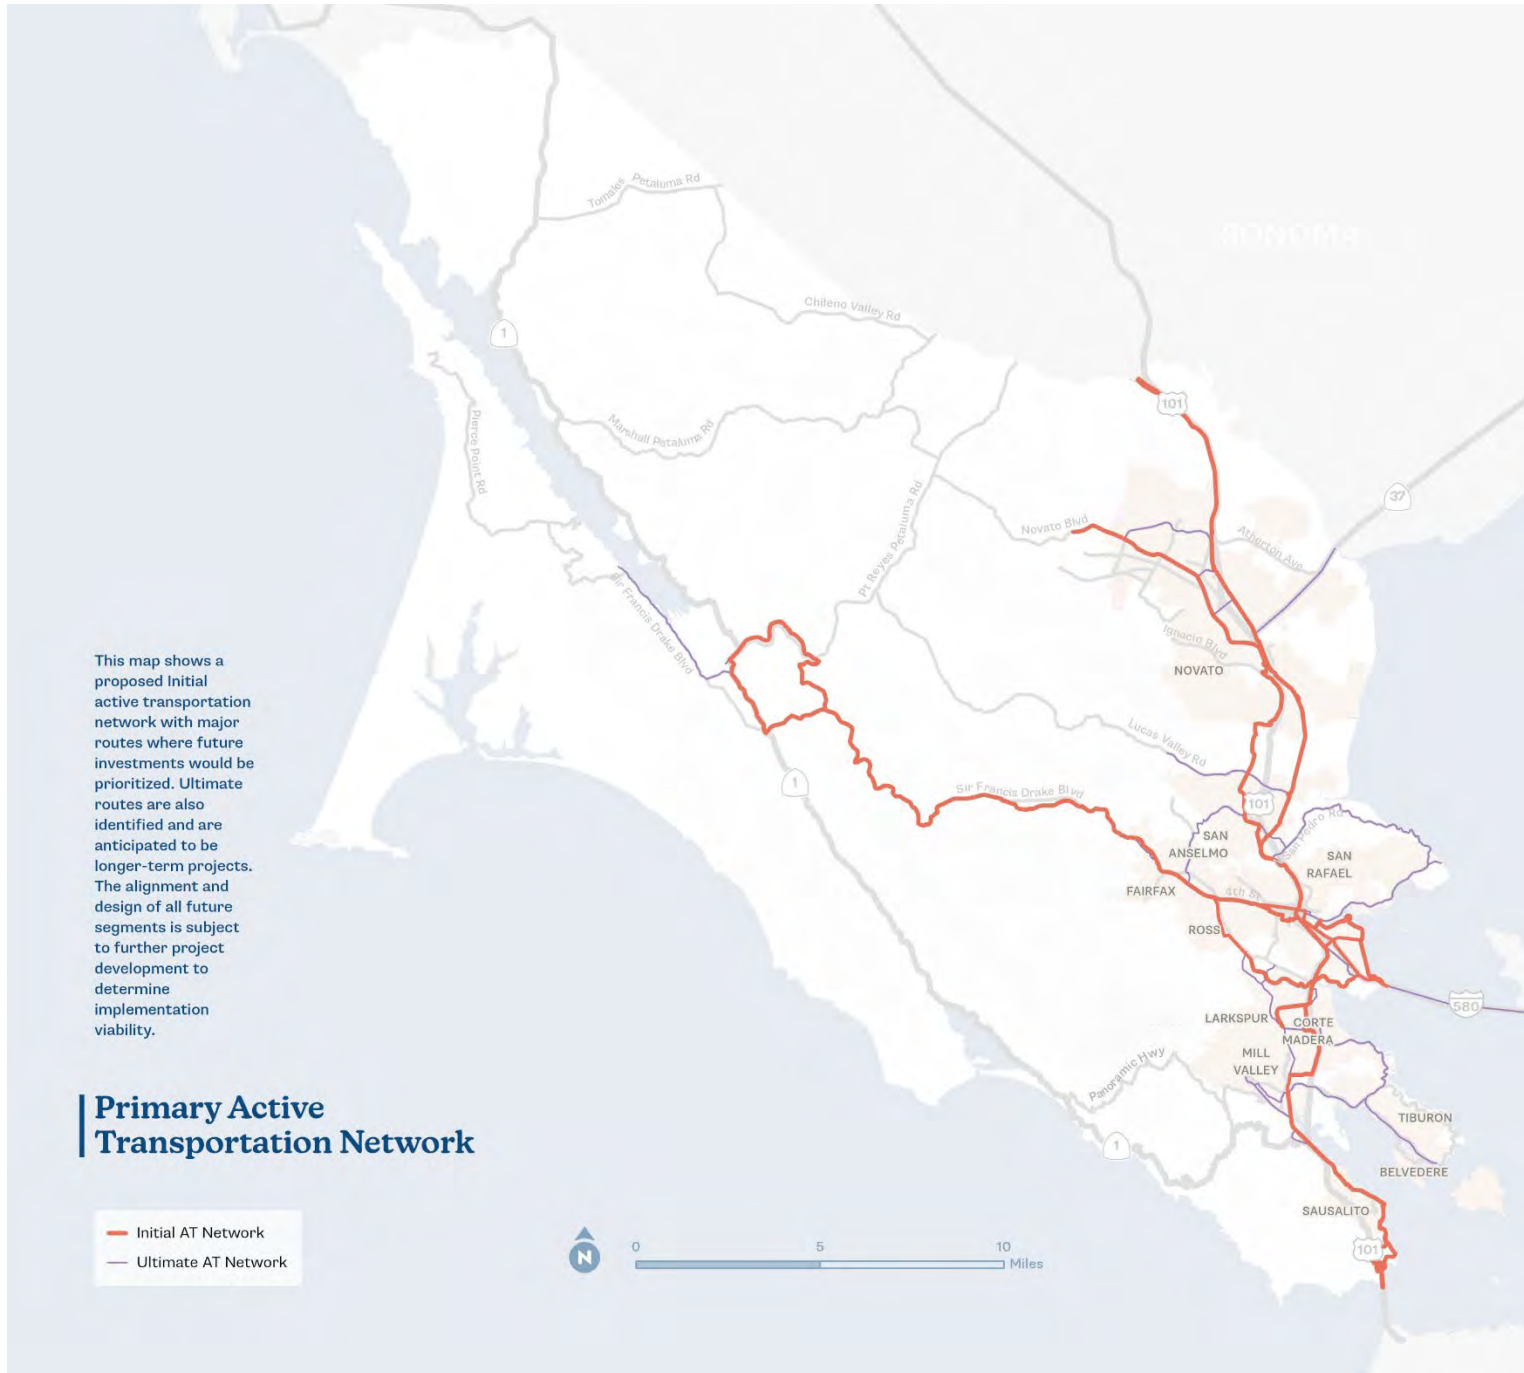 SONOMA
Tomales Petaluma Rd
Chileno Valley Rd
1
101
Pierce Point Rd
Marshall Petaluma Rd
37
Pt Reyes Petaluma Rd
Novato Blvd
Atherton Ave
Sir Francis Drake Blvd
Ignacio Blvd
NOVATO
This map shows a
proposed Initial
active transportation
network with major
routes where future
investments would be
prioritized. Ultimate
routes are also
identified and are
anticipated to be
longer-term projects.
The alignment and
design of all future
segments is subject
to further project
development to
determine
implementation
viability.
Lucas Valley Rd
1
Sir Francis Drake Blvd
101
San Pedro Rd
SAN
ANSELMO
SAN
RAFAEL
FAIRFAX
4th St
ROSS
580
LARKSPUR
CORTE
MADERA
MILL
VALLEY
Panoramic Hwy
TIBURON
1
BELVEDERE
SAUSALITO
101
Primary Active
Transportation Network
Initial AT Network
Ultimate AT Network
N
0 5 10
Miles